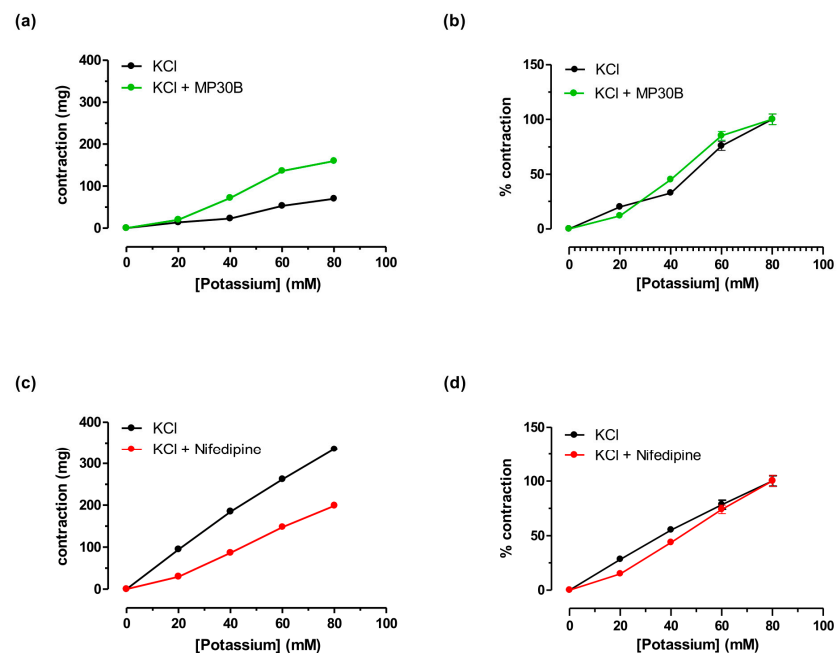 (a)
KCl
KCl + MP30B
contraction (mg)
400
300
200
100
0
0 20 40 60 80 100
[Potassium] (mM)
(b)
KCl
KCl + MP30B
% contraction
150
100
50
0
0 20 40 60 80 100
[Potassium] (mM)
(c)
KCl
KCl + Nifedipine
contraction (mg)
400
300
200
100
0
0 20 40 60 80 100
[Potassium] (mM)
(d)
KCl
KCl + Nifedipine
% contraction
150
100
50
0
0 20 40 60 80 100
[Potassium] (mM)